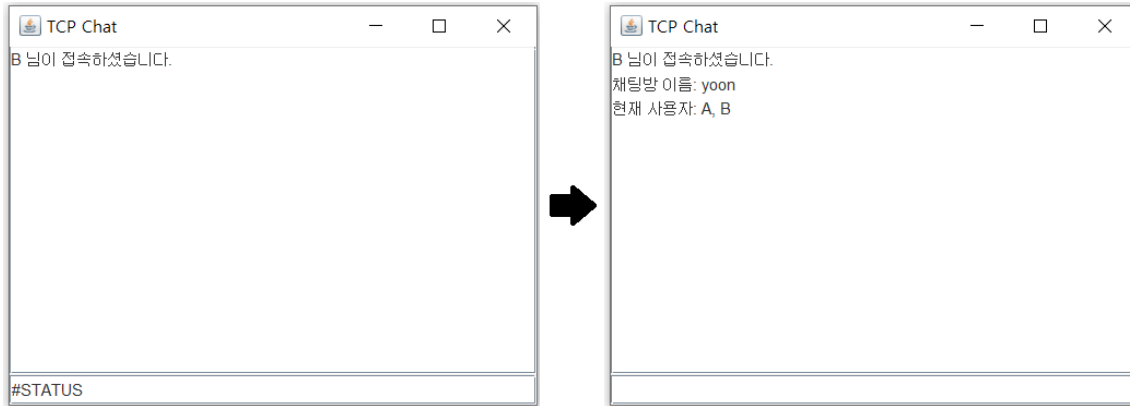 TCP Chat
B 님이 접속하셨습니다.
#STATUS
TCP Chat
B 님이 접속하셨습니다.
채팅방 이름: yoon
현재 사용자: A, B